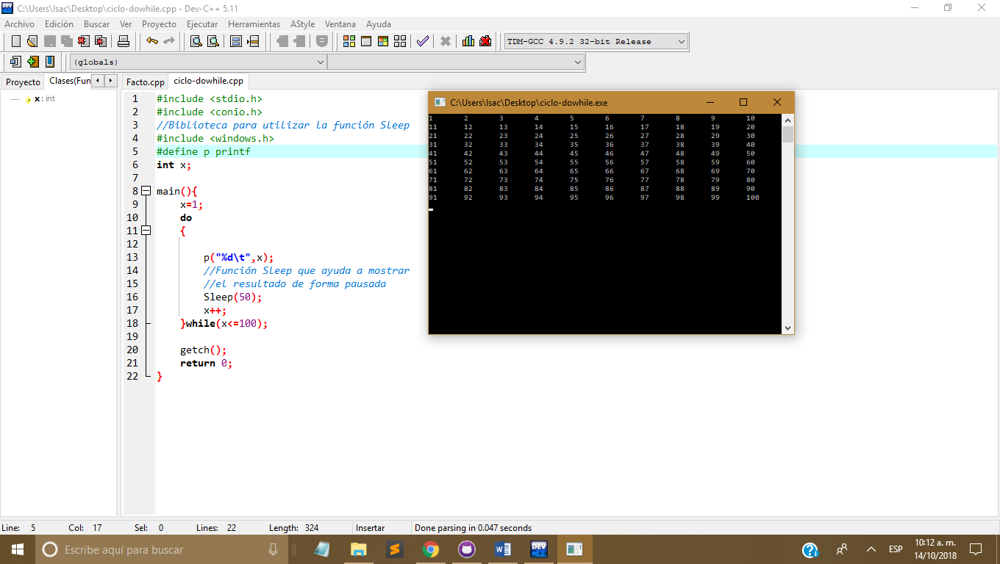 C:\Users\Isac\Desktop\ciclo-dowhile.cpp - Dev-C++ 5.11
Archivo Edición Buscar Ver Proyecto Ejecutar Herramientas AStyle Ventana Ayuda
TDM-GCC 4.9.2 32-bit Release
(globals)
Proyecto Clases(Fun Facto.cpp ciclo-dowhile.cpp
x: int
1 #include <stdio.h>
2 #include <conio.h>
3 //Biblioteca para utilizar la función Sleep
4 #include <windows.h>
5 #define p printf
6 int x;
7
8 main(){
9 x=1;
10 do
11 {
12
13 p("%d\t",x);
14 //Función Sleep que ayuda a mostrar
15 //el resultado de forma pausada
16 Sleep(50);
17 x++;
18 }while(x<=100);
19
20 getch();
21 return 0;
22 }
C:\Users\Isac\Desktop\ciclo-dowhile.exe
1 2 3 4 5 6 7 8 9 10
11 12 13 14 15 16 17 18 19 20
21 22 23 24 25 26 27 28 29 30
31 32 33 34 35 36 37 38 39 40
41 42 43 44 45 46 47 48 49 50
51 52 53 54 55 56 57 58 59 60
61 62 63 64 65 66 67 68 69 70
71 72 73 74 75 76 77 78 79 80
81 82 83 84 85 86 87 88 89 90
91 92 93 94 95 96 97 98 99 100
Line: 5 Col: 17 Sel: 0 Lines: 22 Length: 324 Insertar Done parsing in 0.047 seconds
Escribe aquí para buscar
DEV
ESP
10:12 a. m.
14/10/2018